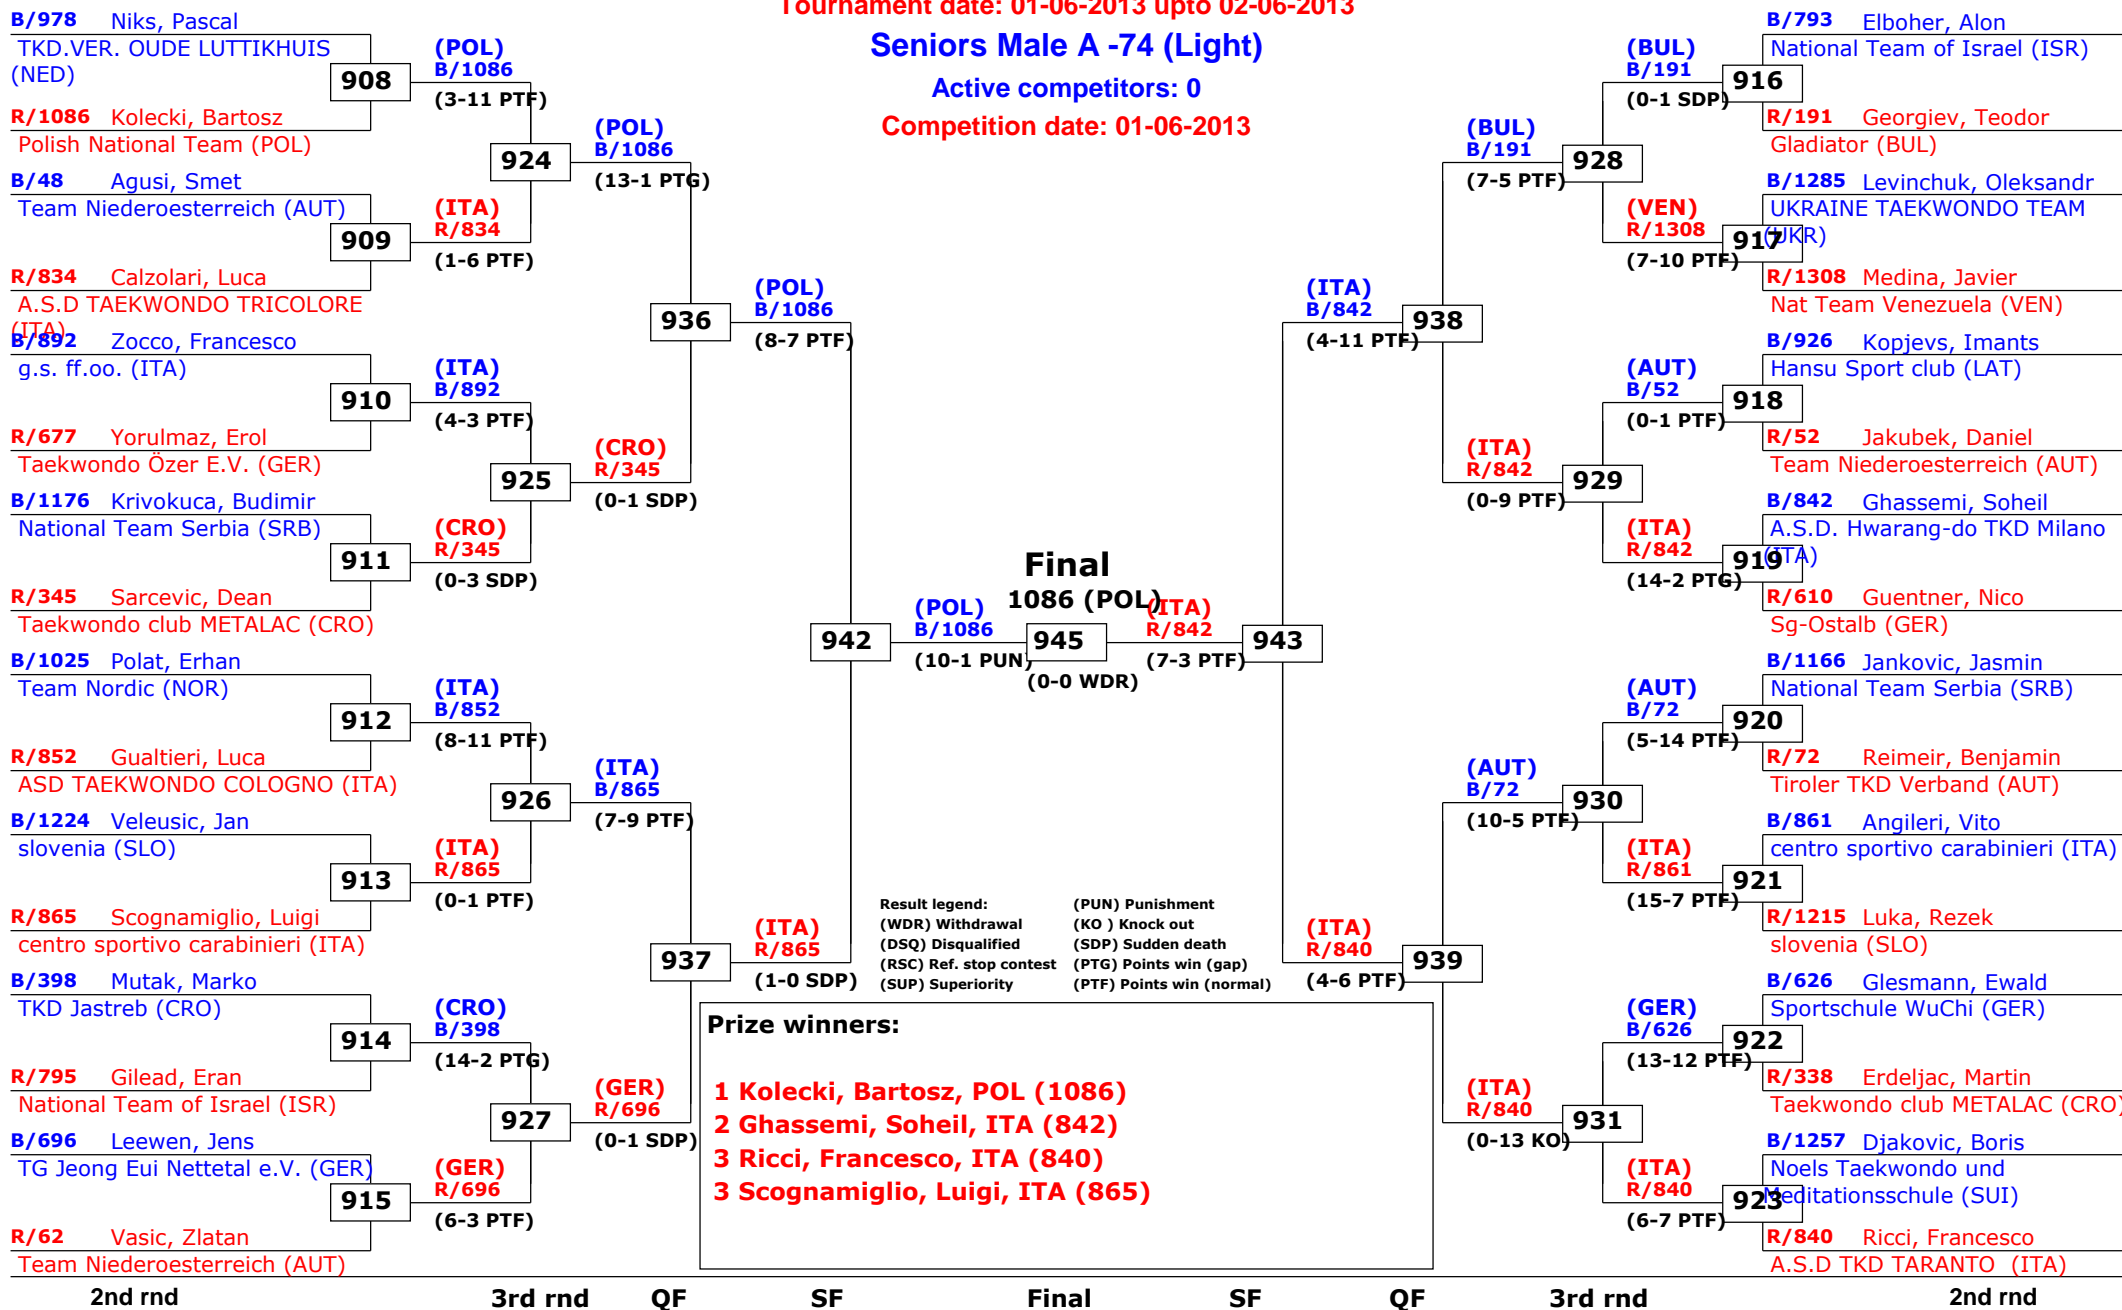 Tournament date: 01-06-2013 upto 02-06-2013
Seniors Male A -74 (Light)
Active competitors: 0
Competition date: 01-06-2013
B/978 Niks, Pascal
TKD.VER. OUDE LUTTIKHUIS
(NED)
908
R/1086 Kolecki, Bartosz
Polish National Team (POL)
B/48 Agusi, Smet
Team Niederoesterreich (AUT)
909
R/834 Calzolari, Luca
A.S.D TAEKWONDO TRICOLORE
(ITA)
B/892 Zocco, Francesco
g.s. ff.oo. (ITA)
910
R/677 Yorulmaz, Erol
Taekwondo Özer E.V. (GER)
B/1176 Krivokuca, Budimir
National Team Serbia (SRB)
911
R/345 Sarcevic, Dean
Taekwondo club METALAC (CRO)
B/1025 Polat, Erhan
Team Nordic (NOR)
912
R/852 Gualtieri, Luca
ASD TAEKWONDO COLOGNO (ITA)
B/1224 Veleusic, Jan
slovenia (SLO)
913
R/865 Scognamiglio, Luigi
centro sportivo carabinieri (ITA)
B/398 Mutak, Marko
TKD Jastreb (CRO)
914
R/795 Gilead, Eran
National Team of Israel (ISR)
B/696 Leewen, Jens
TG Jeong Eui Nettetal e.V. (GER)
915
R/62 Vasic, Zlatan
Team Niederoesterreich (AUT)
(POL)
B/1086
(3-11 PTF)
924
(ITA)
R/834
(1-6 PTF)
(ITA)
B/892
(4-3 PTF)
925
(CRO)
R/345
(0-3 SDP)
(ITA)
B/852
(8-11 PTF)
926
(ITA)
R/865
(0-1 PTF)
(CRO)
B/398
(14-2 PTG)
927
(GER)
R/696
(6-3 PTF)
(POL)
B/1086
(13-1 PTG)
936
(CRO)
R/345
(0-1 SDP)
(ITA)
B/865
(7-9 PTF)
937
(GER)
R/696
(0-1 SDP)
(POL)
B/1086
(8-7 PTF)
942
(ITA)
R/865
(1-0 SDP)
(POL)
B/1086
(10-1 PUN)
Final
1086 (POL)
945
(0-0 WDR)
(ITA)
R/842
(7-3 PTF)
943
(ITA)
B/842
(4-11 PTF)
938
(ITA)
R/840
(4-6 PTF)
939
(BUL)
B/191
(7-5 PTF)
928
(ITA)
R/842
(0-9 PTF)
929
(AUT)
B/72
(10-5 PTF)
930
(ITA)
R/840
(0-13 KO)
931
(BUL)
B/191
(0-1 SDP)
916
(VEN)
R/1308
(7-10 PTF)
917
(AUT)
B/52
(0-1 PTF)
918
(ITA)
R/842
(14-2 PTG)
919
(AUT)
B/72
(5-14 PTF)
920
(ITA)
R/861
(15-7 PTF)
921
(GER)
B/626
(13-12 PTF)
922
(ITA)
R/840
(6-7 PTF)
923
B/793 Elboher, Alon
National Team of Israel (ISR)
R/191 Georgiev, Teodor
Gladiator (BUL)
B/1285 Levinchuk, Oleksandr
UKRAINE TAEKWONDO TEAM
(UKR)
R/1308 Medina, Javier
Nat Team Venezuela (VEN)
B/926 Kopjevs, Imants
Hansu Sport club (LAT)
R/52 Jakubek, Daniel
Team Niederoesterreich (AUT)
B/842 Ghassemi, Soheil
A.S.D. Hwarang-do TKD Milano
(ITA)
R/610 Guentner, Nico
Sg-Ostalb (GER)
B/1166 Jankovic, Jasmin
National Team Serbia (SRB)
R/72 Reimeir, Benjamin
Tiroler TKD Verband (AUT)
B/861 Angileri, Vito
centro sportivo carabinieri (ITA)
R/1215 Luka, Rezek
slovenia (SLO)
B/626 Glesmann, Ewald
Sportschule WuChi (GER)
R/338 Erdeljac, Martin
Taekwondo club METALAC (CRO)
B/1257 Djakovic, Boris
Noels Taekwondo und
Meditationsschule (SUI)
R/840 Ricci, Francesco
A.S.D TKD TARANTO (ITA)
Result legend: (PUN) Punishment
(WDR) Withdrawal (KO ) Knock out
(DSQ) Disqualified (SDP) Sudden death
(RSC) Ref. stop contest (PTG) Points win (gap)
(SUP) Superiority (PTF) Points win (normal)
Prize winners:
1 Kolecki, Bartosz, POL (1086)
2 Ghassemi, Soheil, ITA (842)
3 Ricci, Francesco, ITA (840)
3 Scognamiglio, Luigi, ITA (865)
2nd rnd 3rd rnd QF SF Final SF QF 3rd rnd 2nd rnd